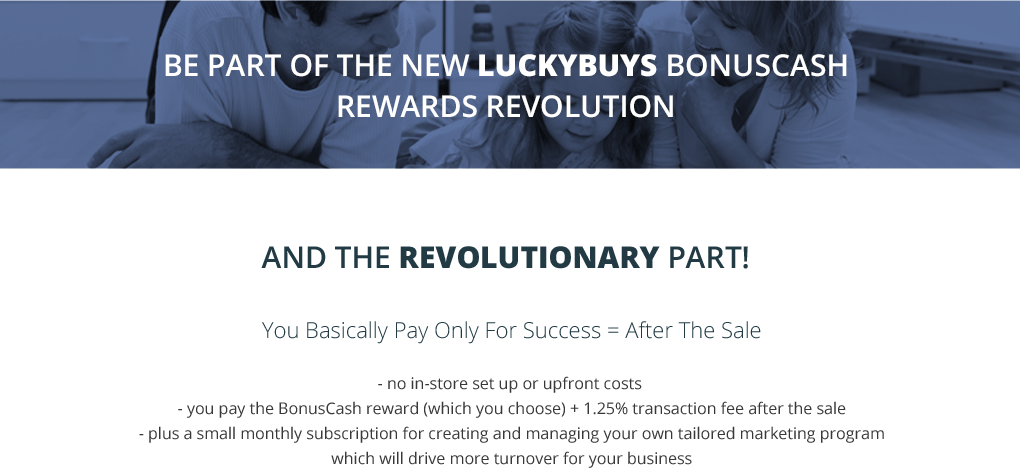 BE PART OF THE NEW LUCKYBUYS BONUSCASH
REWARDS REVOLUTION
AND THE REVOLUTIONARY PART!
You Basically Pay Only For Success = After The Sale
- no in-store set up or upfront costs
- you pay the BonusCash reward (which you choose) + 1.25% transaction fee after the sale
- plus a small monthly subscription for creating and managing your own tailored marketing program
which will drive more turnover for your business